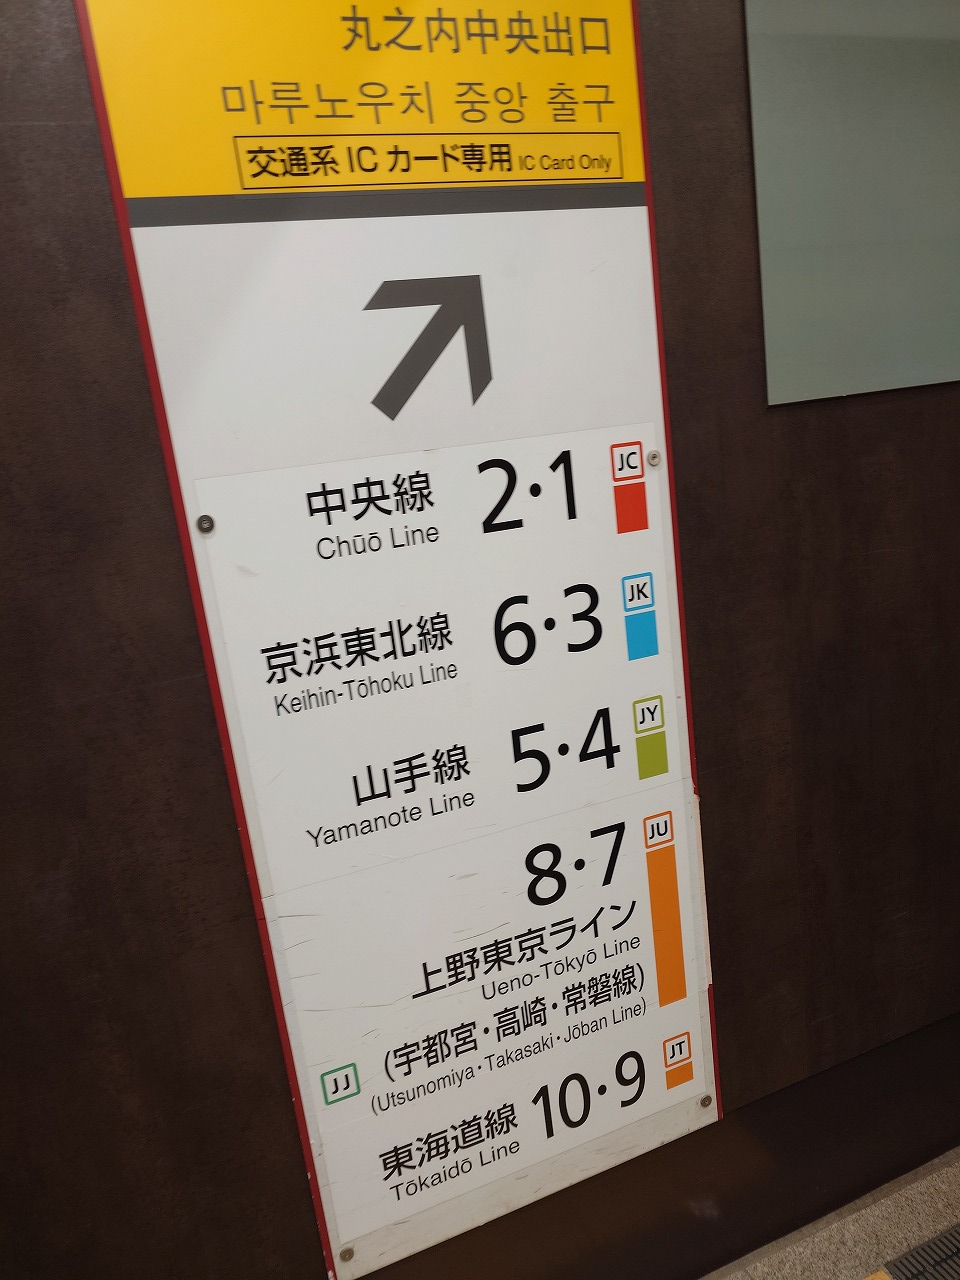 丸之内中央出口
마루노우치 중앙 출구
交通系 IC カード専用 IC Card Only
中央線 2・1 JC
Chūō Line
京浜東北線 6・3 JK
Keihin-Tōhoku Line
山手線 5・4 JY
Yamanote Line
8・7 JU
上野東京ライン
Ueno-Tōkyō Line
JJ (宇都宮・高崎・常磐線)
(Utsunomiya・Takasaki・Jōban Line)
東海道線 10・9 JT
Tōkaidō Line